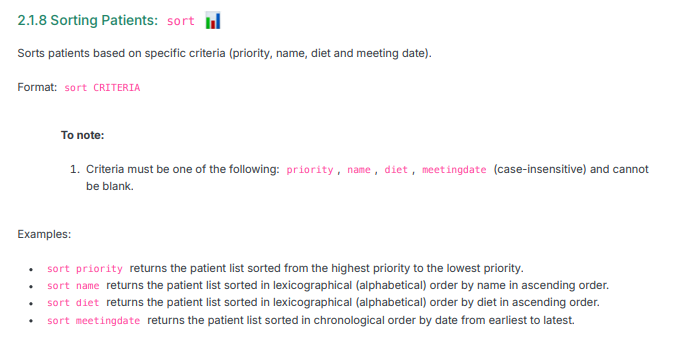 2.1.8 Sorting Patients: sort 📊
Sorts patients based on specific criteria (priority, name, diet and meeting date).
Format: sort CRITERIA
To note:
1. Criteria must be one of the following: priority , name , diet , meetingdate (case-insensitive) and cannot
be blank.
Examples:
• sort priority returns the patient list sorted from the highest priority to the lowest priority.
• sort name returns the patient list sorted in lexicographical (alphabetical) order by name in ascending order.
• sort diet returns the patient list sorted in lexicographical (alphabetical) order by diet in ascending order.
• sort meetingdate returns the patient list sorted in chronological order by date from earliest to latest.